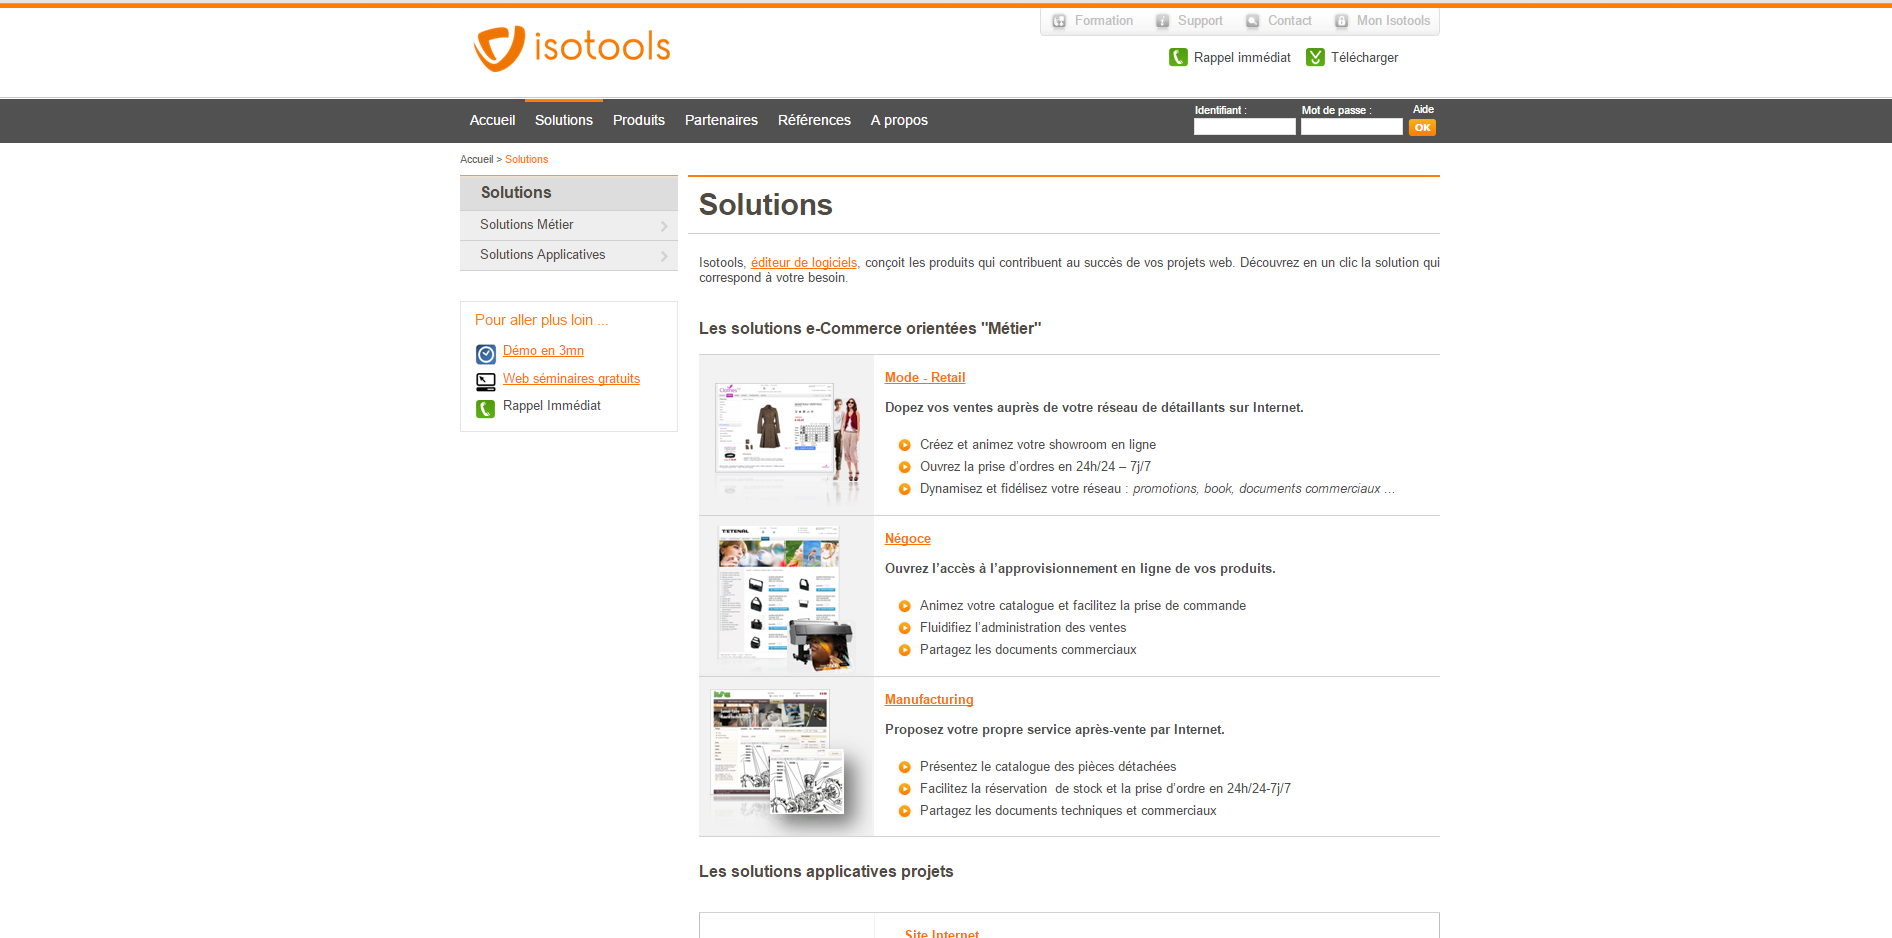 isotools
Formation
Support
Contact
Mon Isotools
Rappel immédiat
Télécharger
Accueil
Solutions
Produits
Partenaires
Références
A propos
Identifiant :
Mot de passe :
Aide
OK
Accueil > Solutions
Solutions
Solutions Métier
Solutions Applicatives
Pour aller plus loin ...
Démo en 3mn
Web séminaires gratuits
Rappel Immédiat
Solutions
Isotools, éditeur de logiciels, conçoit les produits qui contribuent au succès de vos projets web. Découvrez en un clic la solution qui
correspond à votre besoin.
Les solutions e-Commerce orientées "Métier"
Mode - Retail
Dopez vos ventes auprès de votre réseau de détaillants sur Internet.
Créez et animez votre showroom en ligne
Ouvrez la prise d’ordres en 24h/24 – 7j/7
Dynamisez et fidélisez votre réseau : promotions, book, documents commerciaux …
TETENAL
Négoce
Ouvrez l’accès à l’approvisionnement en ligne de vos produits.
Animez votre catalogue et facilitez la prise de commande
Fluidifiez l’administration des ventes
Partagez les documents commerciaux
Manufacturing
Proposez votre propre service après-vente par Internet.
Présentez le catalogue des pièces détachées
Facilitez la réservation  de stock et la prise d’ordre en 24h/24-7j/7
Partagez les documents techniques et commerciaux
Les solutions applicatives projets
Site Internet